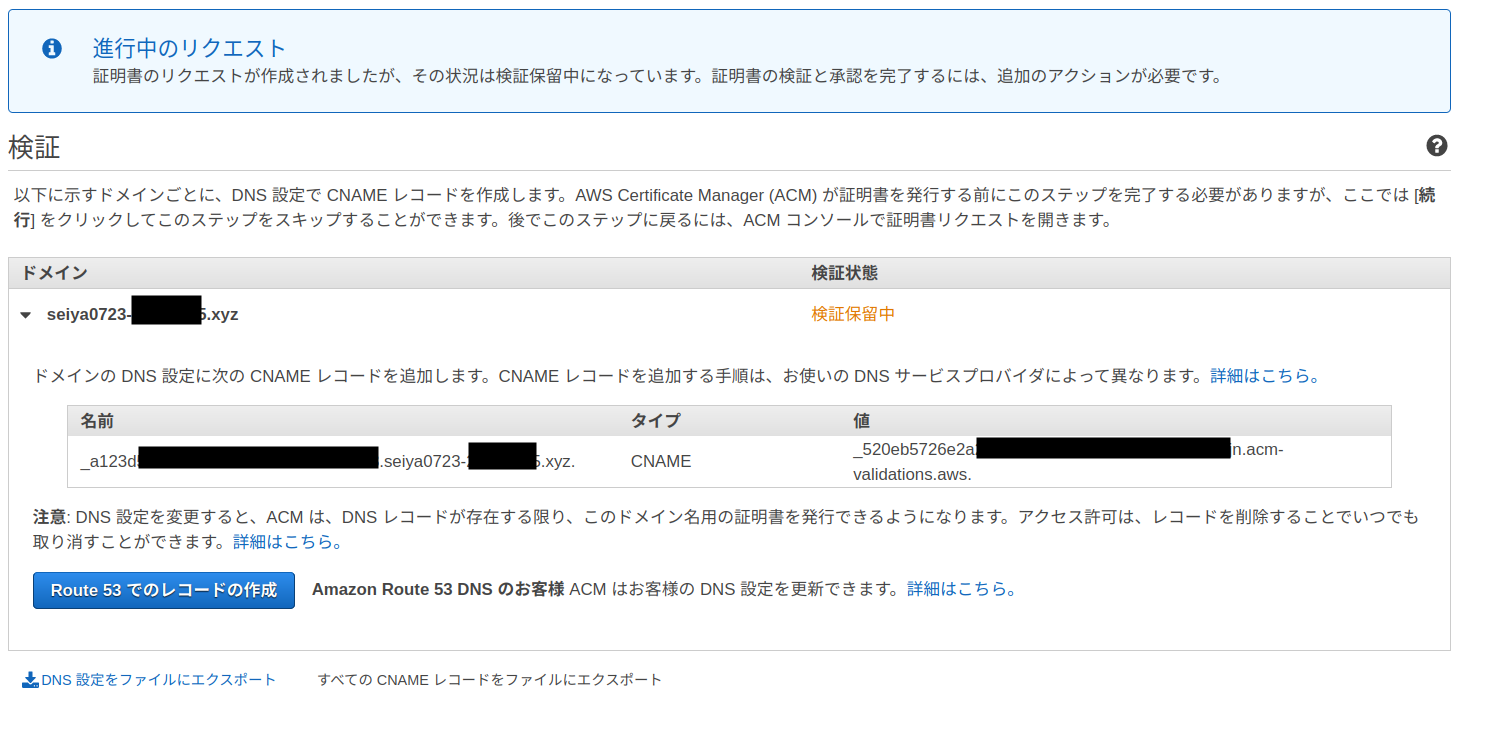 進行中のリクエスト
証明書のリクエストが作成されましたが、その状況は検証保留中になっています。証明書の検証と承認を完了するには、追加のアクションが必要です。
検証
以下に示すドメインごとに、DNS 設定で CNAME レコードを作成します。AWS Certificate Manager (ACM) が証明書を発行する前にこのステップを完了する必要がありますが、ここでは [続
行] をクリックしてこのステップをスキップすることができます。後でこのステップに戻るには、ACM コンソールで証明書リクエストを開きます。
ドメイン 検証状態
seiya0723- 5.xyz 検証保留中
ドメインの DNS 設定に次の CNAME レコードを追加します。CNAME レコードを追加する手順は、お使いの DNS サービスプロバイダによって異なります。詳細はこちら。
名前 タイプ 値
_a123d .seiya0723- .xyz. CNAME _520eb5726e2a n.acm-
validations.aws.
注意: DNS 設定を変更すると、ACM は、DNS レコードが存在する限り、このドメイン名用の証明書を発行できるようになります。アクセス許可は、レコードを削除することでいつでも
取り消すことができます。詳細はこちら。
Route 53 でのレコードの作成 Amazon Route 53 DNS のお客様 ACM はお客様の DNS 設定を更新できます。詳細はこちら。
DNS 設定をファイルにエクスポート すべての CNAME レコードをファイルにエクスポート